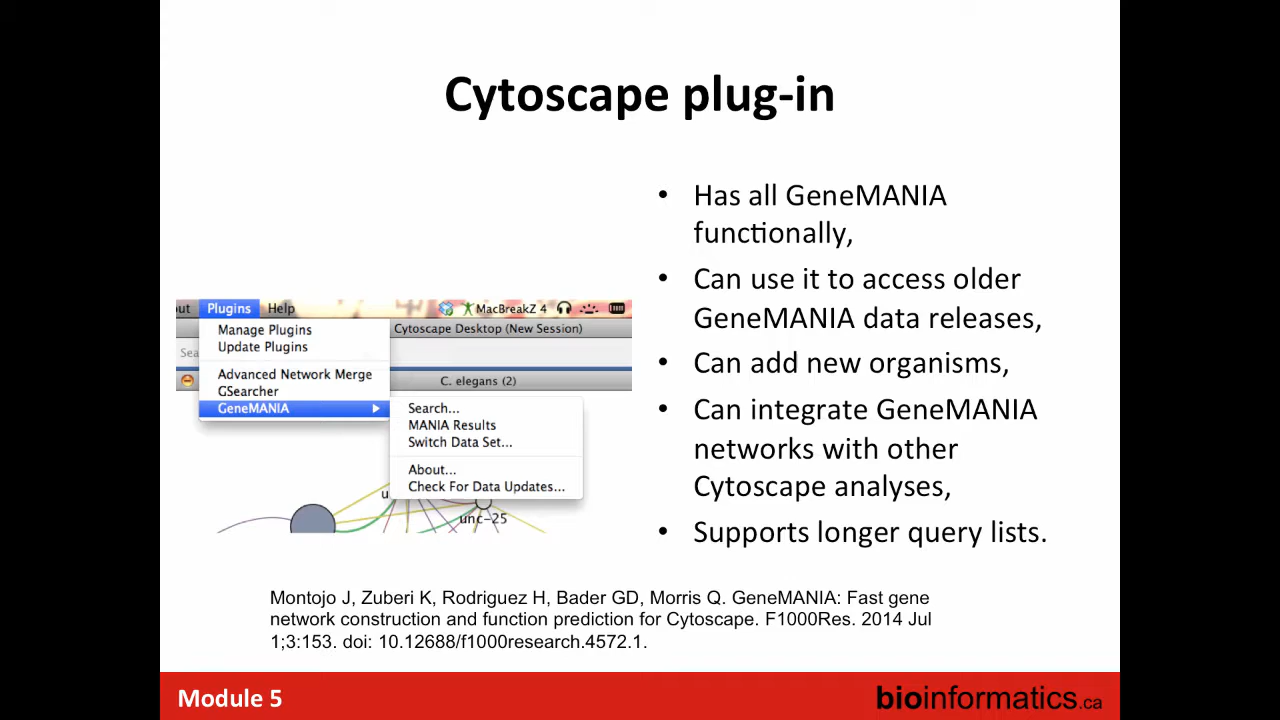 Cytoscape plug-in
• Has all GeneMANIA
functionally,
• Can use it to access older
GeneMANIA data releases,
• Can add new organisms,
• Can integrate GeneMANIA
networks with other
Cytoscape analyses,
• Supports longer query lists.
out Plugins Help MacBreakZ 4
Manage Plugins
Cytoscape Desktop (New Session)
Update Plugins
Sea
Advanced Network Merge
C. elegans (2)
GSearcher
GeneMANIA
Search...
MANIA Results
Switch Data Set...
About...
Check For Data Updates...
u
unc-25
Montojo J, Zuberi K, Rodriguez H, Bader GD, Morris Q. GeneMANIA: Fast gene
network construction and function prediction for Cytoscape. F1000Res. 2014 Jul
1;3:153. doi: 10.12688/f1000research.4572.1.
Module 5
bioinformatics.ca